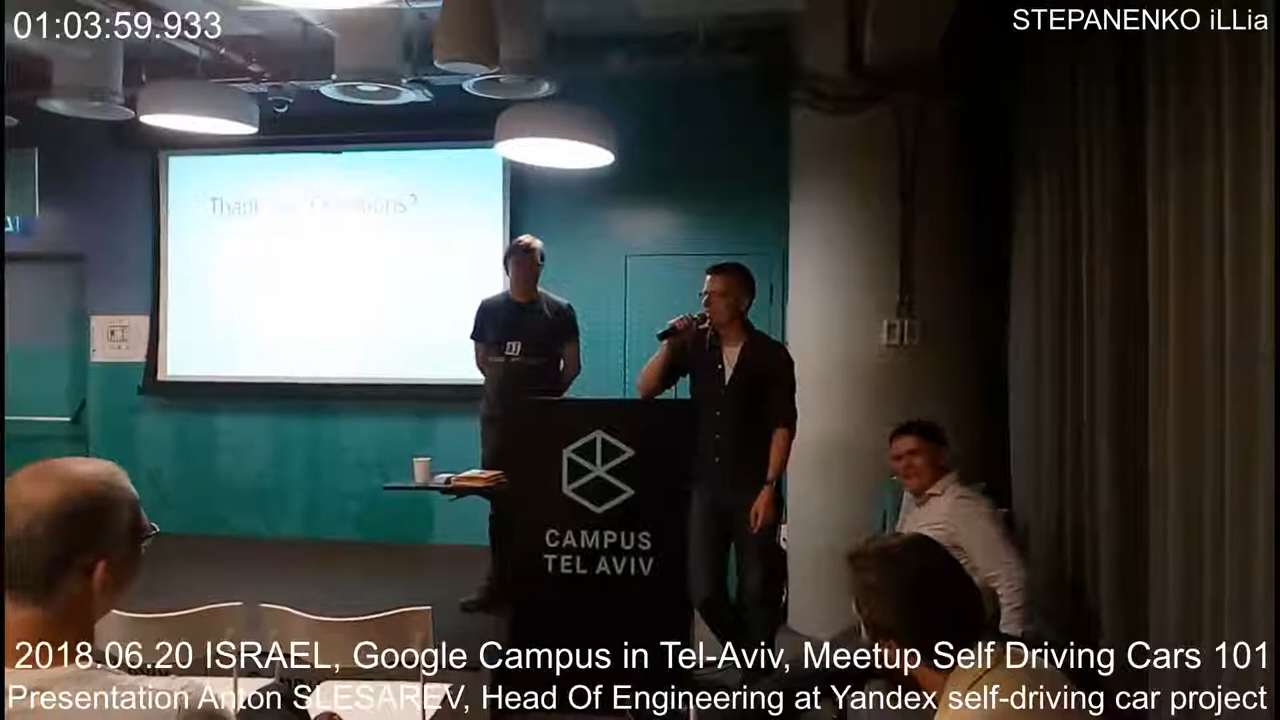 01:03:59.933
STEPANENKO iLLia
Questions?
CAMPUS
TEL AVIV
2018.06.20 ISRAEL, Google Campus in Tel-Aviv, Meetup Self Driving Cars 101
Presentation Anton SLESAREV, Head Of Engineering at Yandex self-driving car project